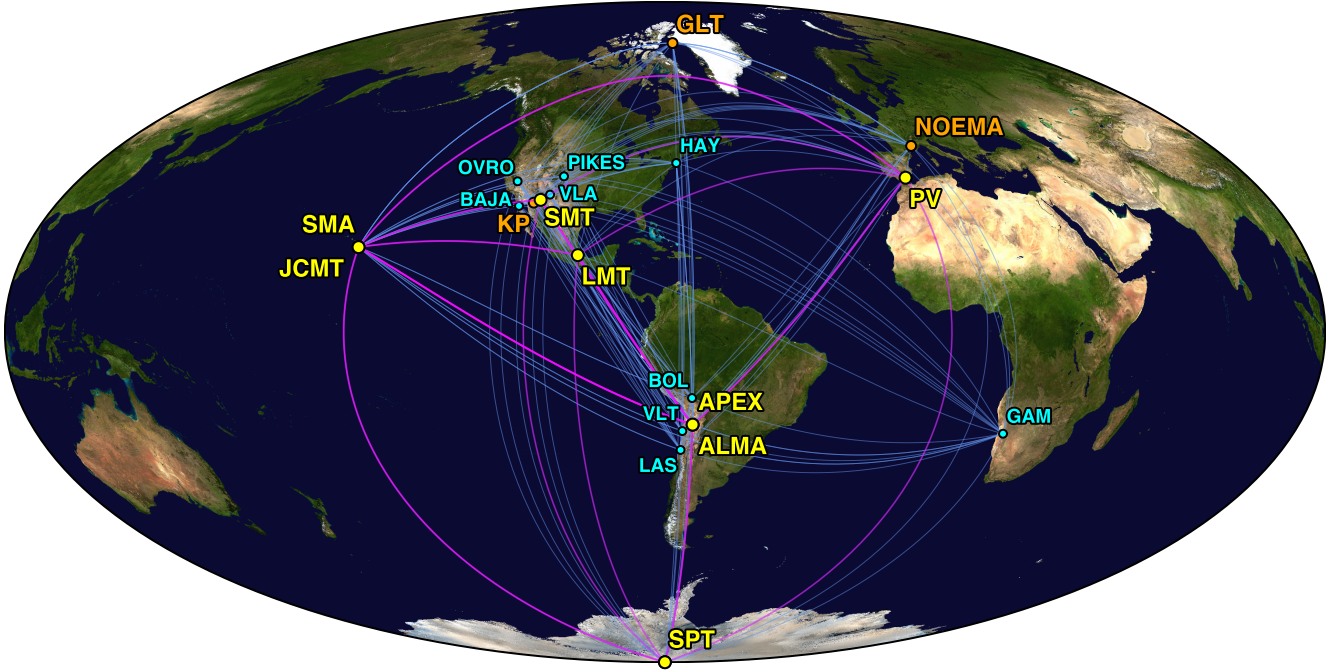 GLT
NOEMA
HAY
PIKES
OVRO
VLA
BAJA
PV
SMT
KP
SMA
JCMT
LMT
BOL
APEX
VLT
GAM
ALMA
LAS
SPT